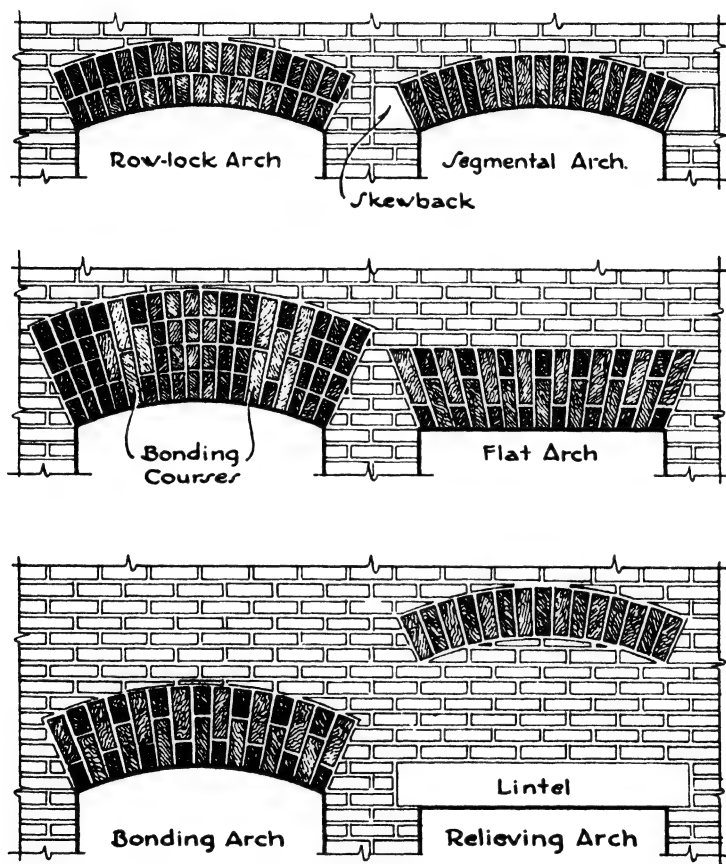 Row-lock Arch
Segmental Arch.
Skewback
Bonding
Courses
Flat Arch
Lintel
Bonding Arch
Relieving Arch